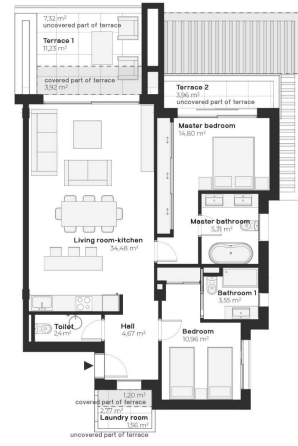 7,32 m²
uncovered part of terrace
Terrace 1
11,23 m²
covered part of terrace
3,92 m²
Terrace 2
3,96 m²
uncovered part of terrace
Master bedroom
14,80 m²
Master bathroom
5,31 m²
Living room-kitchen
34,48 m²
Bathroom 1
3,55 m²
Toilet
2,4 m²
Hall
4,67 m²
Bedroom
10,96 m²
1,20 m²
covered part of terrace
2,77 m²
Laundry room
1,56 m²
uncovered part of terrace